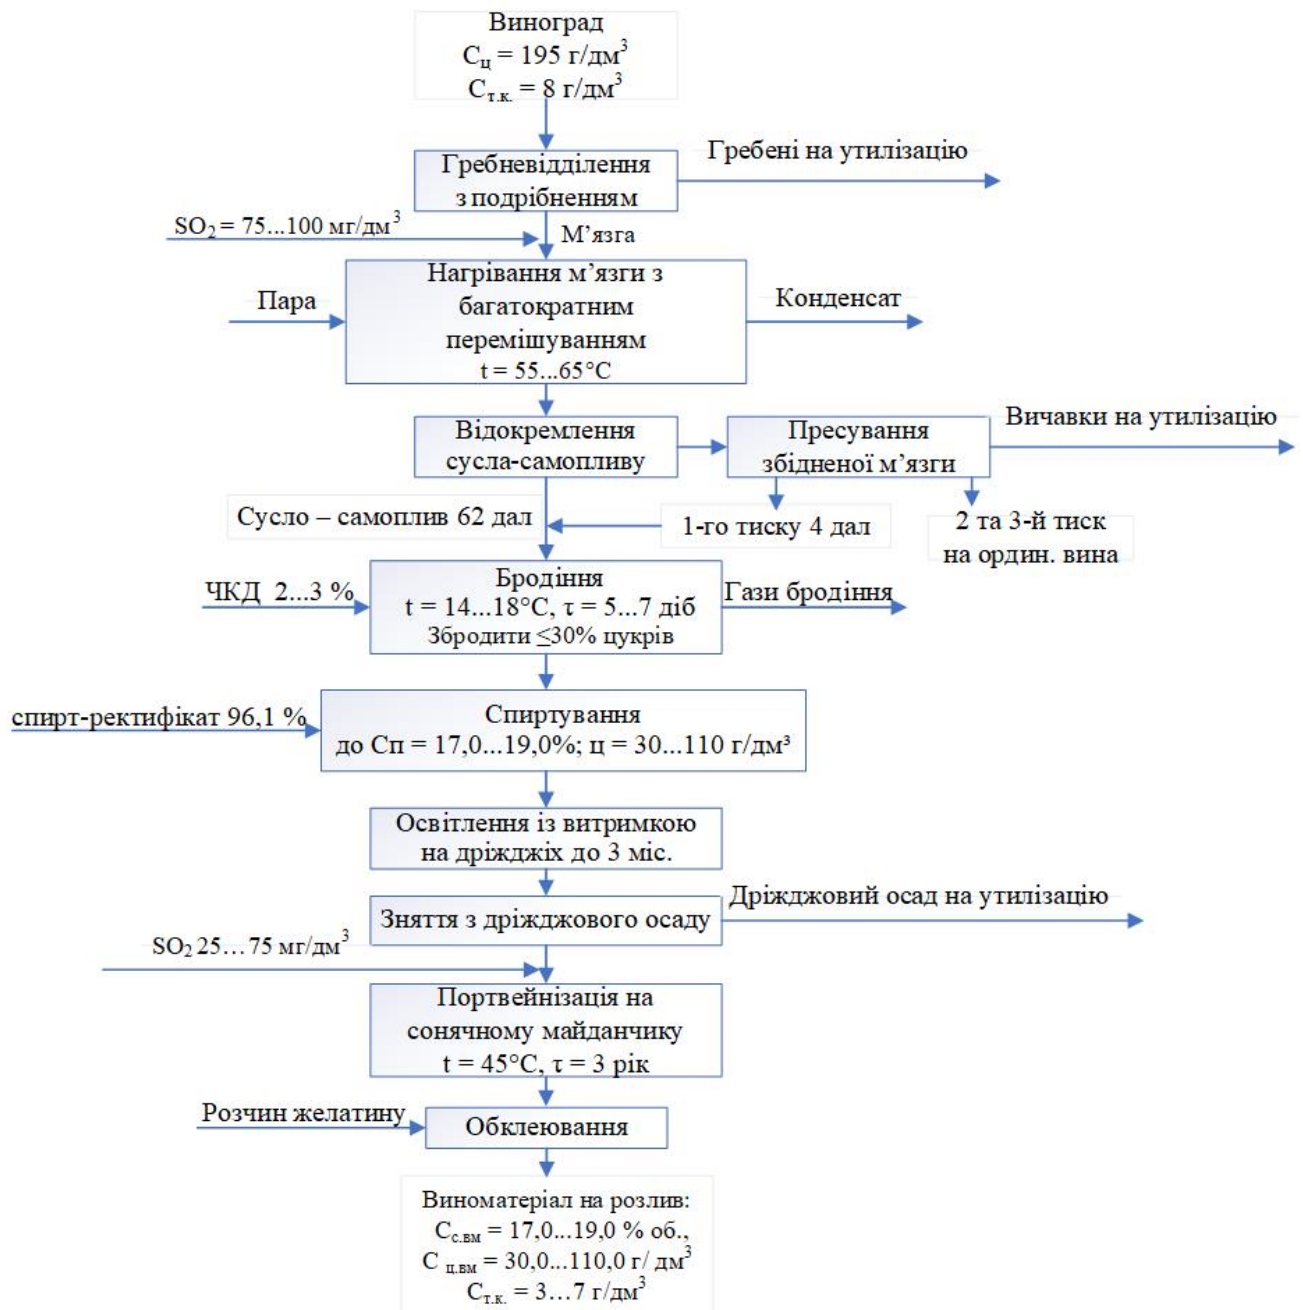 Виноград
Сц = 195 г/дм³
Ст.к. = 8 г/дм³
Гребневідділення
з подрібненням
Гребені на утилізацію
SO₂ = 75...100 мг/дм³
М’язга
Нагрівання м’язги з
багатократним
перемішуванням
t = 55...65°C
Пара
Конденсат
Відокремлення
сусла-самопливу
Пресування
збідненої м’язги
Вичавки на утилізацію
Сусло – самоплив 62 дал
1-го тиску 4 дал
2 та 3-й тиск
на ордин. вина
ЧКД 2...3 %
Бродіння
t = 14...18°C, τ = 5...7 діб
Збродити ≤30% цукрів
Гази бродіння
спирт-ректифікат 96,1 %
Спиртування
до Сп = 17,0...19,0%; ц = 30...110 г/дм³
Освітлення із витримкою
на дріжджіх до 3 міс.
Зняття з дріжджового осаду
Дріжджовий осад на утилізацію
SO₂ 25…75 мг/дм³
Портвейнізація на
сонячному майданчику
t = 45°C, τ = 3 рік
Розчин желатину
Обклеювання
Виноматеріал на розлив:
Сс.вм = 17,0...19,0 % об.,
С ц.вм = 30,0...110,0 г/ дм³
Ст.к. = 3…7 г/дм³